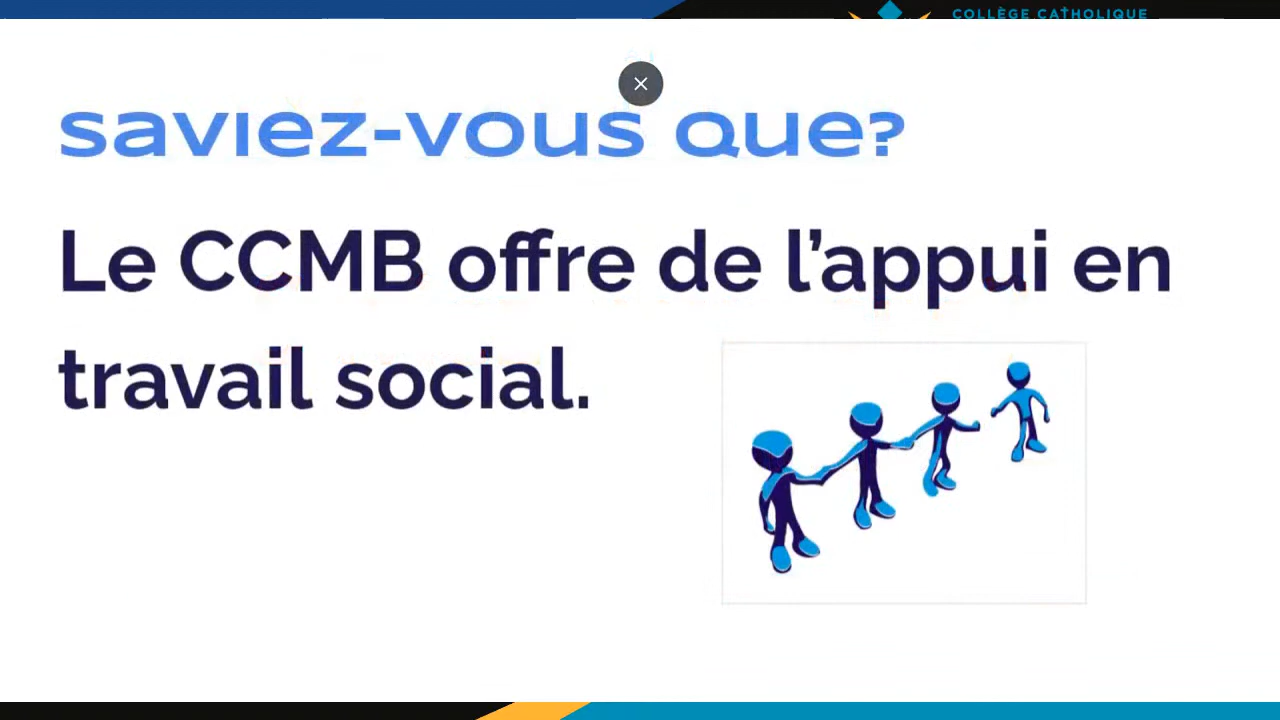 COLLÈGE CATHOLIQUE
saviez-vous que?
Le CCMB offre de l’appui en
travail social.